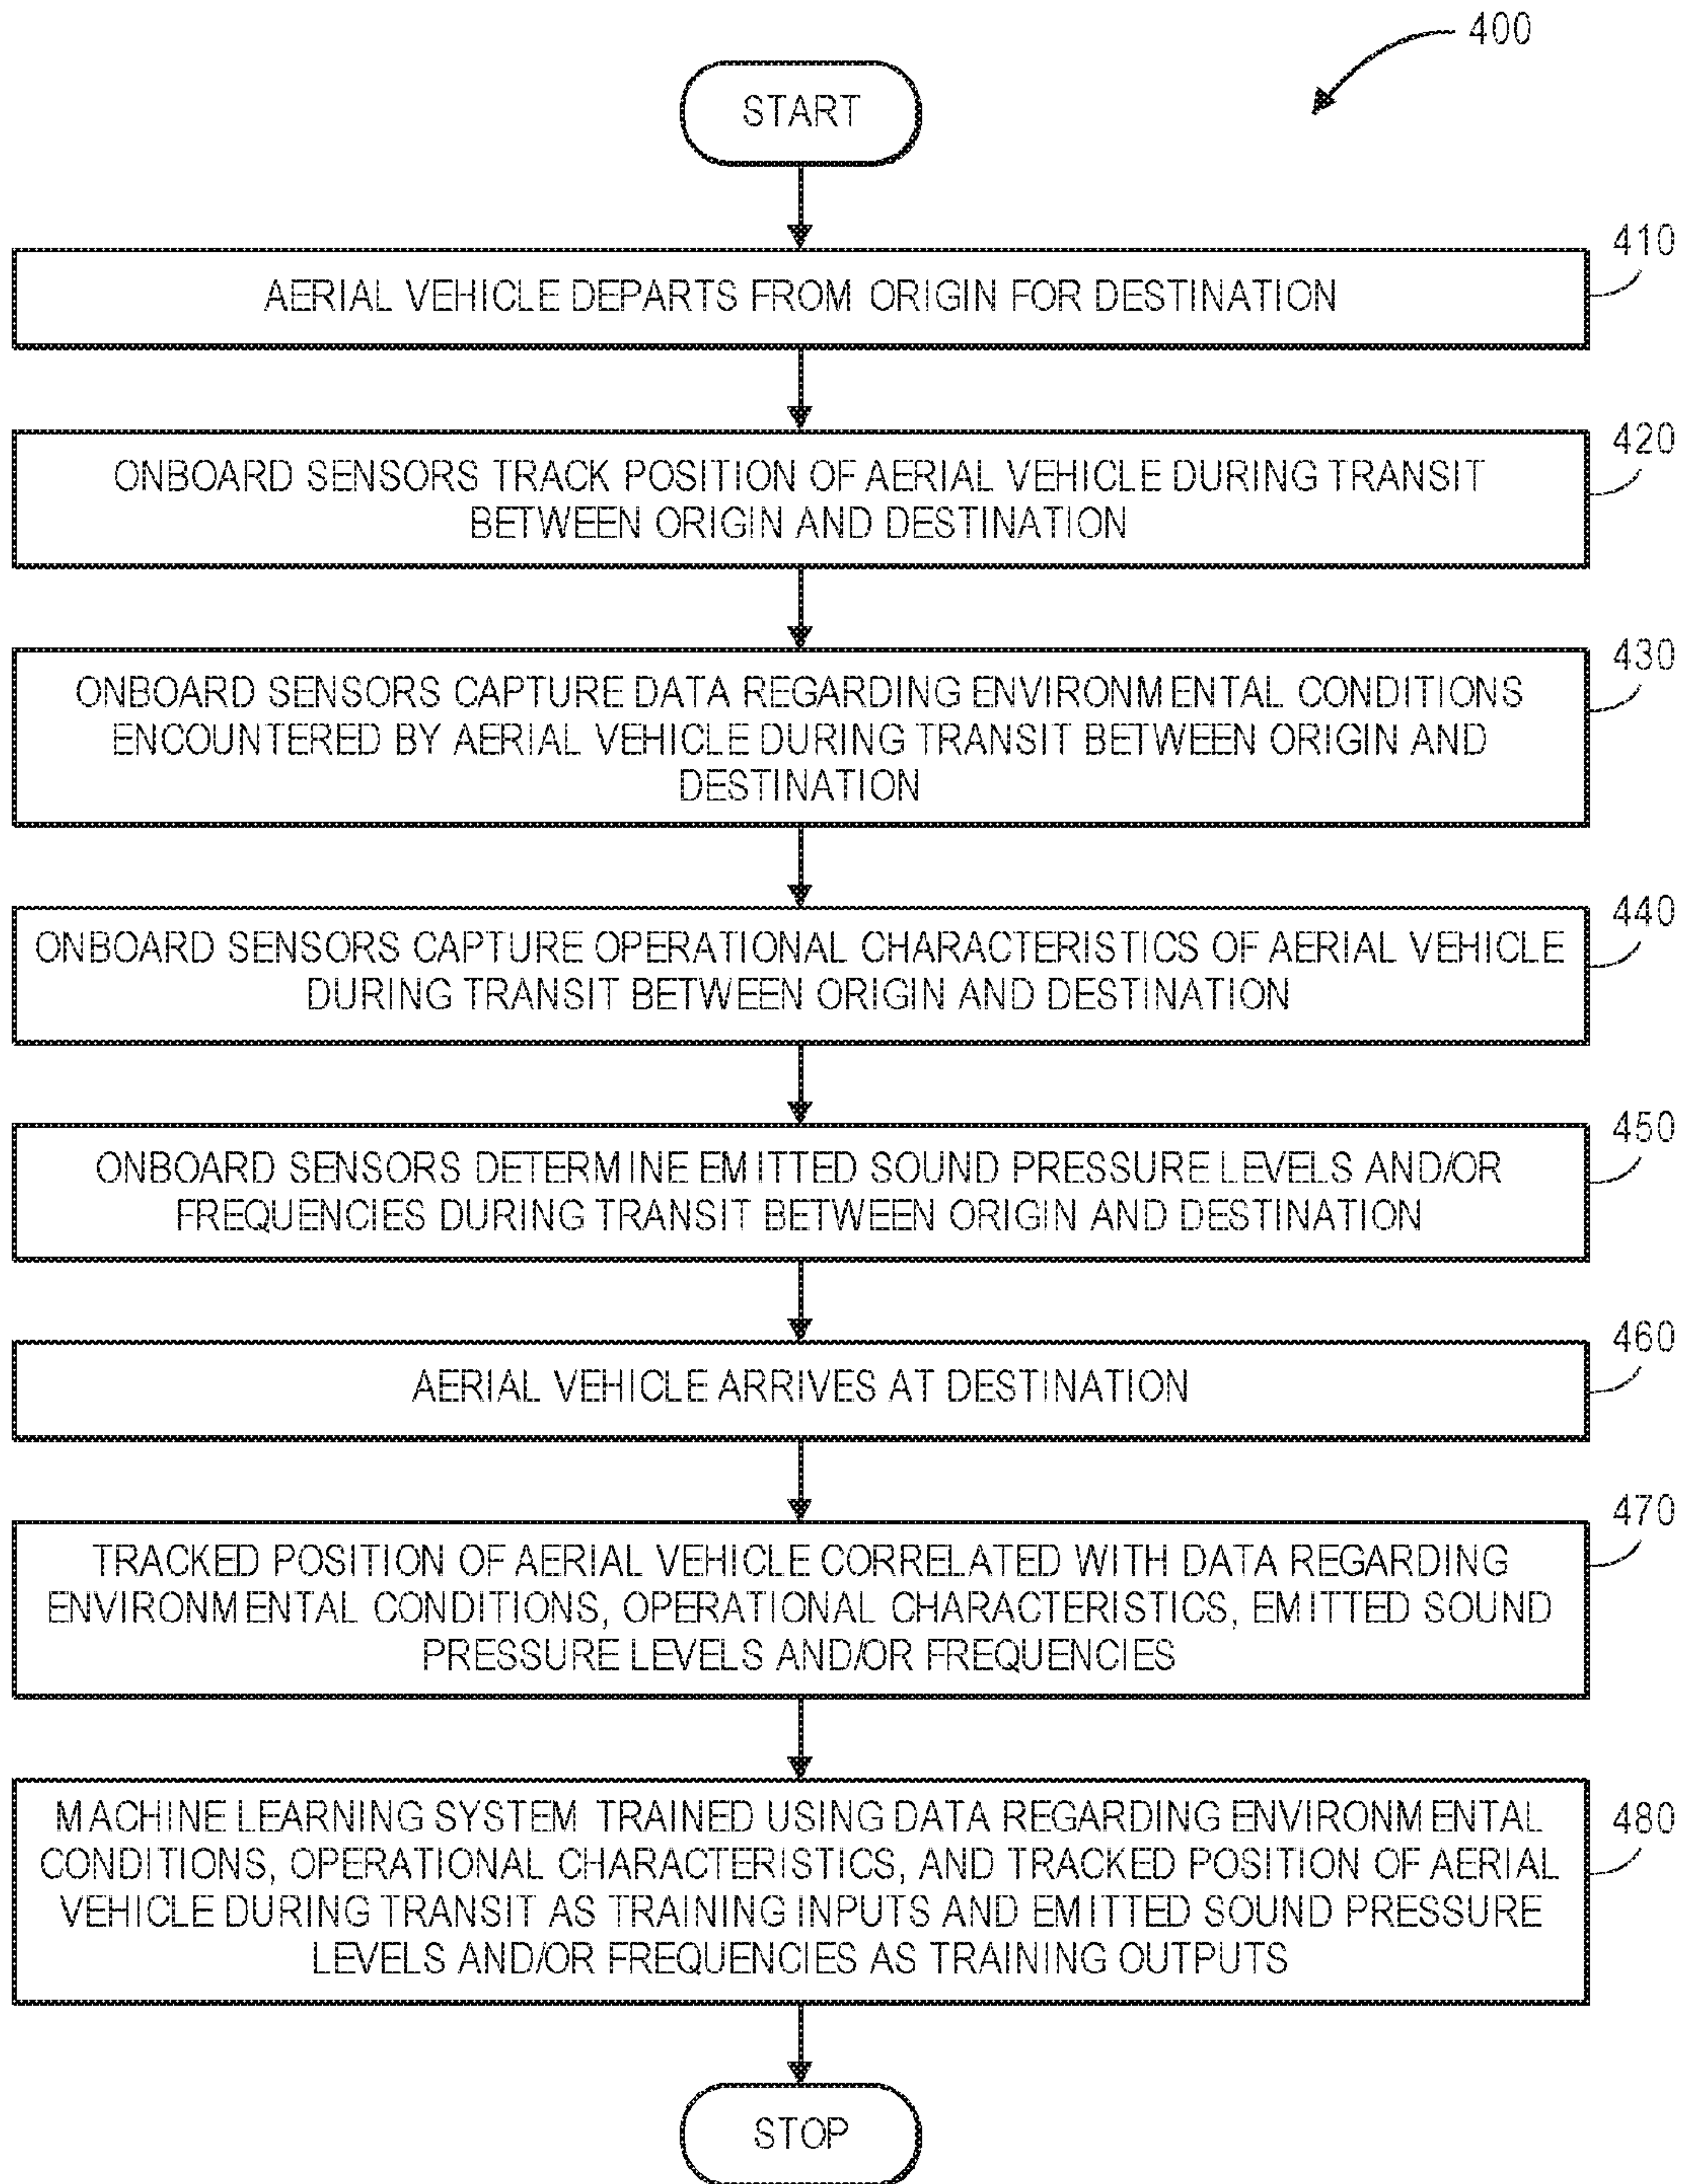 400
START
410
AERIAL VEHICLE DEPARTS FROM ORIGIN FOR DESTINATION
420
ONBOARD SENSORS TRACK POSITION OF AERIAL VEHICLE DURING TRANSIT
BETWEEN ORIGIN AND DESTINATION
430
ONBOARD SENSORS CAPTURE DATA REGARDING ENVIRONMENTAL CONDITIONS
ENCOUNTERED BY AERIAL VEHICLE DURING TRANSIT BETWEEN ORIGIN AND
DESTINATION
440
ONBOARD SENSORS CAPTURE OPERATIONAL CHARACTERISTICS OF AERIAL VEHICLE
DURING TRANSIT BETWEEN ORIGIN AND DESTINATION
450
ONBOARD SENSORS DETERMINE EMITTED SOUND PRESSURE LEVELS AND/OR
FREQUENCIES DURING TRANSIT BETWEEN ORIGIN AND DESTINATION
460
AERIAL VEHICLE ARRIVES AT DESTINATION
470
TRACKED POSITION OF AERIAL VEHICLE CORRELATED WITH DATA REGARDING
ENVIRONMENTAL CONDITIONS, OPERATIONAL CHARACTERISTICS, EMITTED SOUND
PRESSURE LEVELS AND/OR FREQUENCIES
480
MACHINE LEARNING SYSTEM TRAINED USING DATA REGARDING ENVIRONMENTAL
CONDITIONS, OPERATIONAL CHARACTERISTICS, AND TRACKED POSITION OF AERIAL
VEHICLE DURING TRANSIT AS TRAINING INPUTS AND EMITTED SOUND PRESSURE
LEVELS AND/OR FREQUENCIES AS TRAINING OUTPUTS
STOP